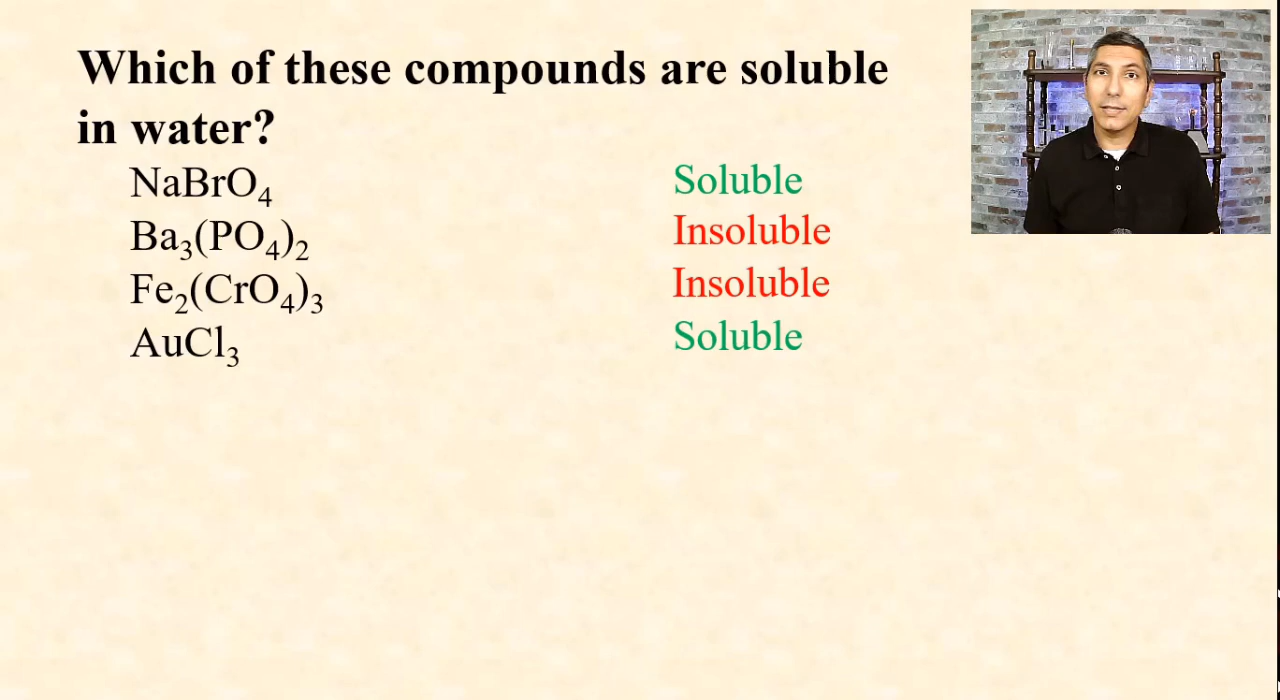 Which of these compounds are soluble
in water?
NaBrO₄ Soluble
Ba₃(PO₄)₂ Insoluble
Fe₂(CrO₄)₃ Insoluble
AuCl₃ Soluble